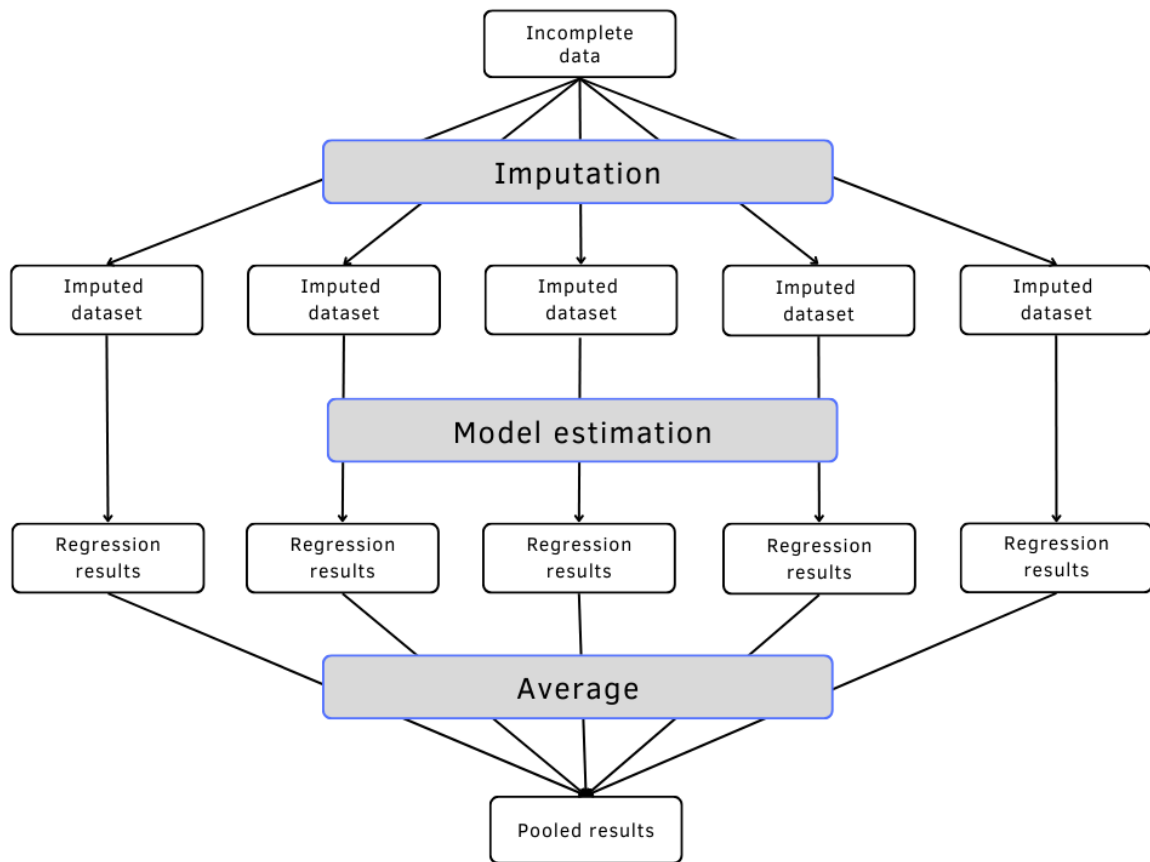 Incomplete
data
Imputation
Imputed
dataset
Imputed
dataset
Imputed
dataset
Imputed
dataset
Imputed
dataset
Model estimation
Regression
results
Regression
results
Regression
results
Regression
results
Regression
results
Average
Pooled results